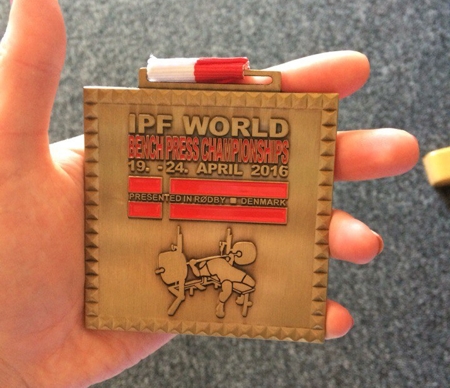 IPF WORLD
BENCH PRESS CHAMPIONSHIPS
19. - 24. APRIL 2016
PRESENTED IN RØDBY ■ DENMARK